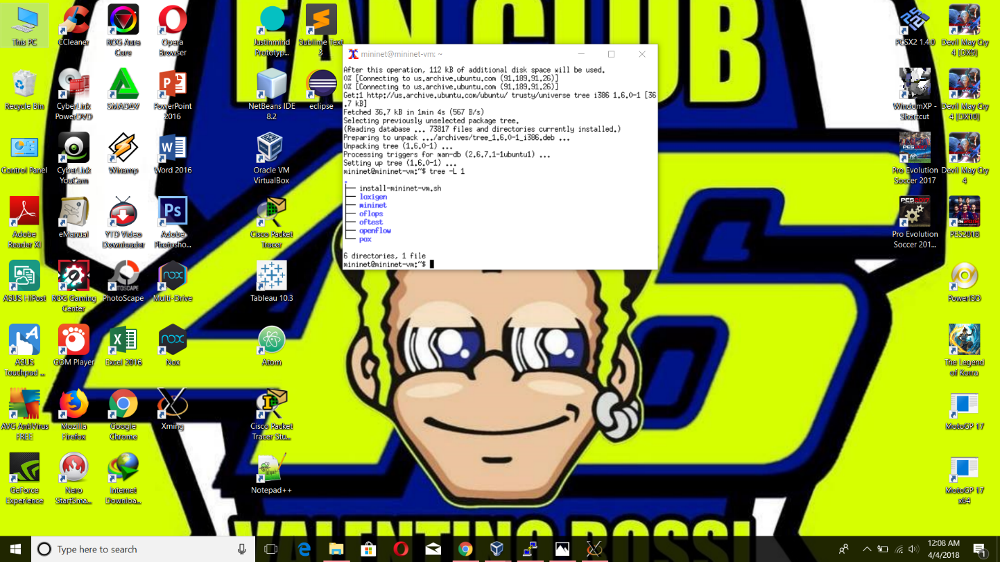 FAN CLUB
This PC
CCleaner
ROG Aura
Core
Opera
Browser
Justinmind
Prototyp...
Sublime Text
3
PCSX2 1.4.0
Devil May Cry
4 [DX9]
Recycle Bin
CyberLink
PowerDVD
SMADAV
PowerPoint
2016
NetBeans IDE
8.2
eclipse
WindomXP -
Shortcut
Devil May Cry
4 [DX10]
Control Panel
CyberLink
YouCam
Winamp
Word 2016
Oracle VM
VirtualBox
Pro Evolution
Soccer 2017
Devil May Cry
4
Adobe
Reader XI
eManual
YTD Video
Downloader
Adobe
Photosho...
Cisco Packet
Tracer
Pro Evolution
Soccer 201...
PES2018
ASUS HiPost
ROG Gaming
Center
PhotoScape
Multi-Drive
Tableau 10.3
PowerISO
ASUS
Touchpad ...
GOM Player
Excel 2016
Nox
Atom
The Legend
of Korra
AVG AntiVirus
FREE
Mozilla
Firefox
Google
Chrome
Xming
Cisco Packet
Tracer Stu...
MotoGP 17
GeForce
Experience
Nero
StartSma...
Internet
Downloa...
Notepad++
MotoGP 17
x64
mininet@mininet-vm: ~
After this operation, 112 kB of additional disk space will be used.
0% [Connecting to us.archive.ubuntu.com (91.189.91.26)]
0% [Connecting to us.archive.ubuntu.com (91.189.91.26)]
Get:1 http://us.archive.ubuntu.com/ubuntu/ trusty/universe tree i386 1.6.0-1 [36
.7 kB]
Fetched 36.7 kB in 1min 4s (567 B/s)
Selecting previously unselected package tree.
(Reading database ... 73817 files and directories currently installed.)
Preparing to unpack .../archives/tree_1.6.0-1_i386.deb ...
Unpacking tree (1.6.0-1) ...
Processing triggers for man-db (2.6.7.1-1ubuntu1) ...
Setting up tree (1.6.0-1) ...
mininet@mininet-vm:~$ tree -L 1
.
├── install-mininet-vm.sh
├── loxigen
├── mininet
├── oflops
├── oftest
├── openflow
└── pox
6 directories, 1 file
mininet@mininet-vm:~$
46
VALENTINO ROSSI
Type here to search
12:08 AM
4/4/2018
1